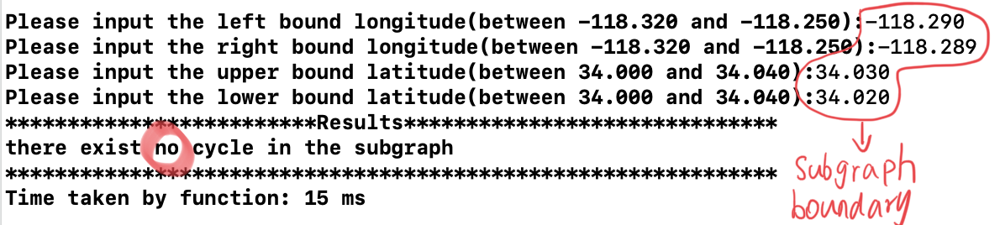 Please input the left bound longitude(between -118.320 and -118.250):-118.290
Please input the right bound longitude(between -118.320 and -118.250):-118.289
Please input the upper bound latitude(between 34.000 and 34.040):34.030
Please input the lower bound latitude(between 34.000 and 34.040):34.020
*************************Results******************************
there exist no cycle in the subgraph
**************************************************************
Time taken by function: 15 ms
Subgraph
boundary